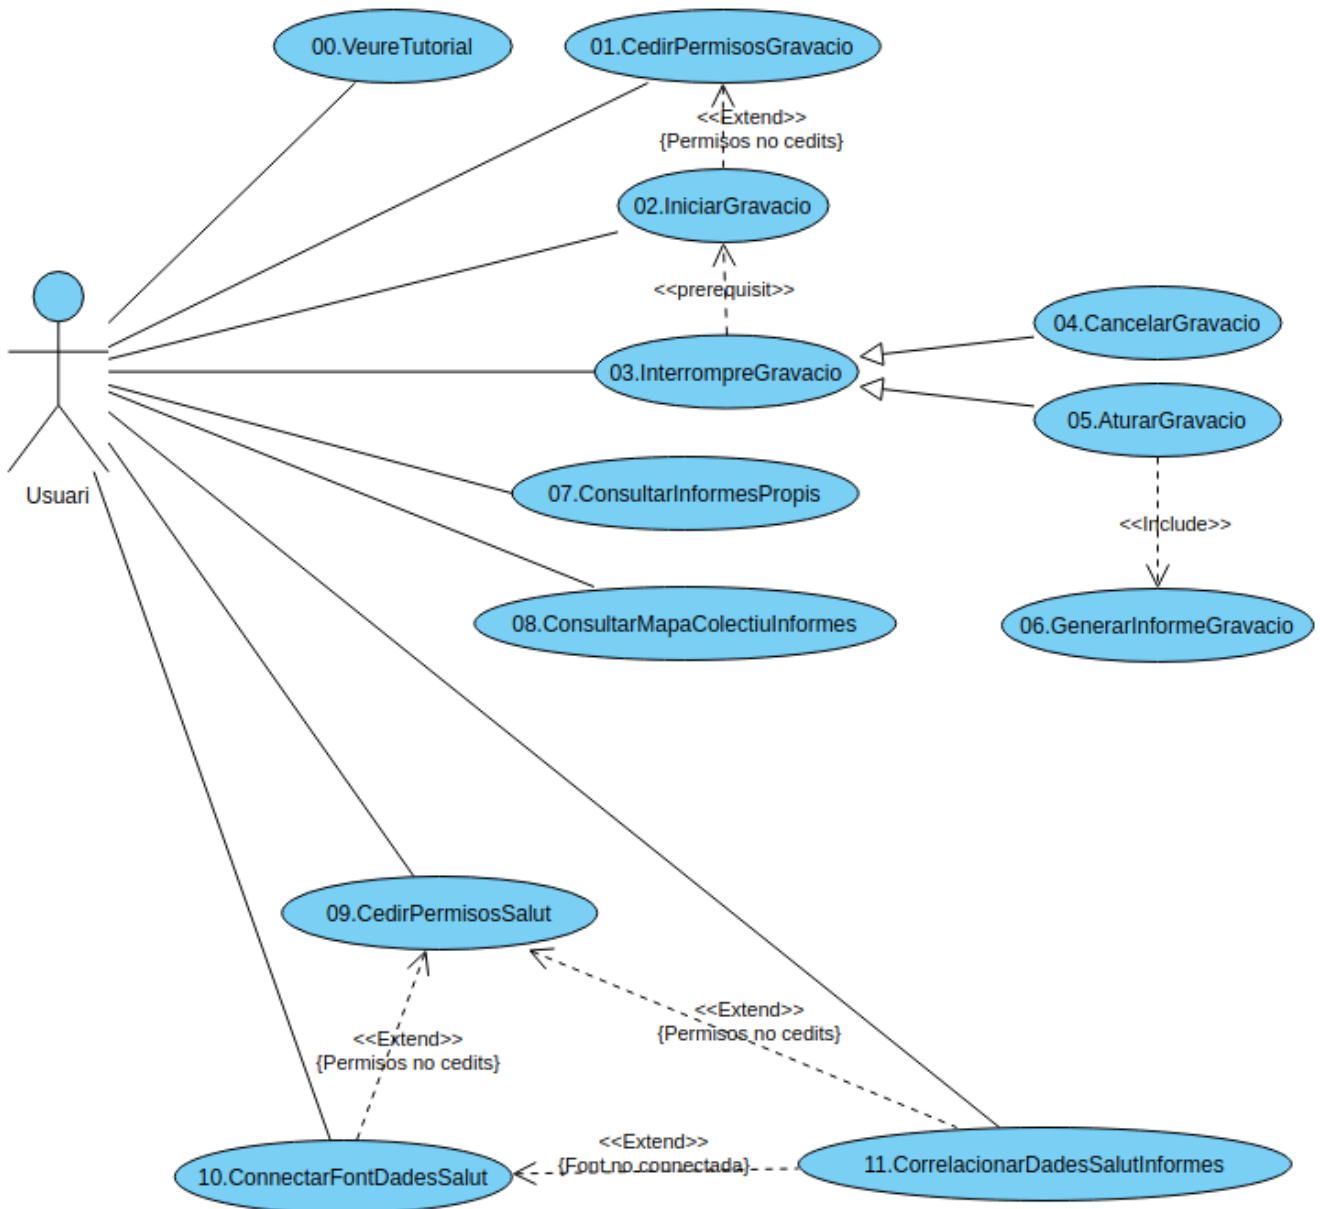 00.VeureTutorial
01.CedirPermisosGravacio
<<Extend>>
{Permisos no cedits}
02.IniciarGravacio
<<prerequisit>>
04.CancelarGravacio
03.InterrompreGravacio
05.AturarGravacio
Usuari
07.ConsultarInformesPropis
<<Include>>
08.ConsultarMapaColectiuInformes
06.GenerarInformeGravacio
09.CedirPermisosSalut
<<Extend>>
{Permisos no cedits}
<<Extend>>
{Permisos no cedits}
<<Extend>>
{Font no connectada}
10.ConnectarFontDadesSalut
11.CorrelacionarDadesSalutInformes